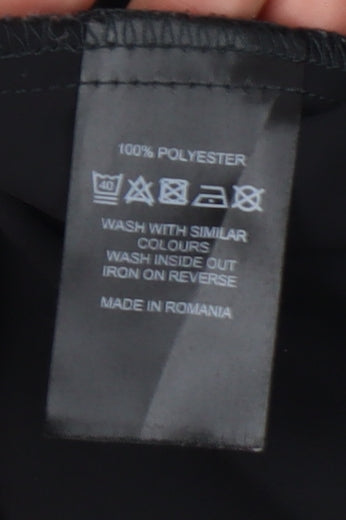 100% POLYESTER
40
WASH WITH SIMILAR
COLOURS
WASH INSIDE OUT
IRON ON REVERSE
MADE IN ROMANIA